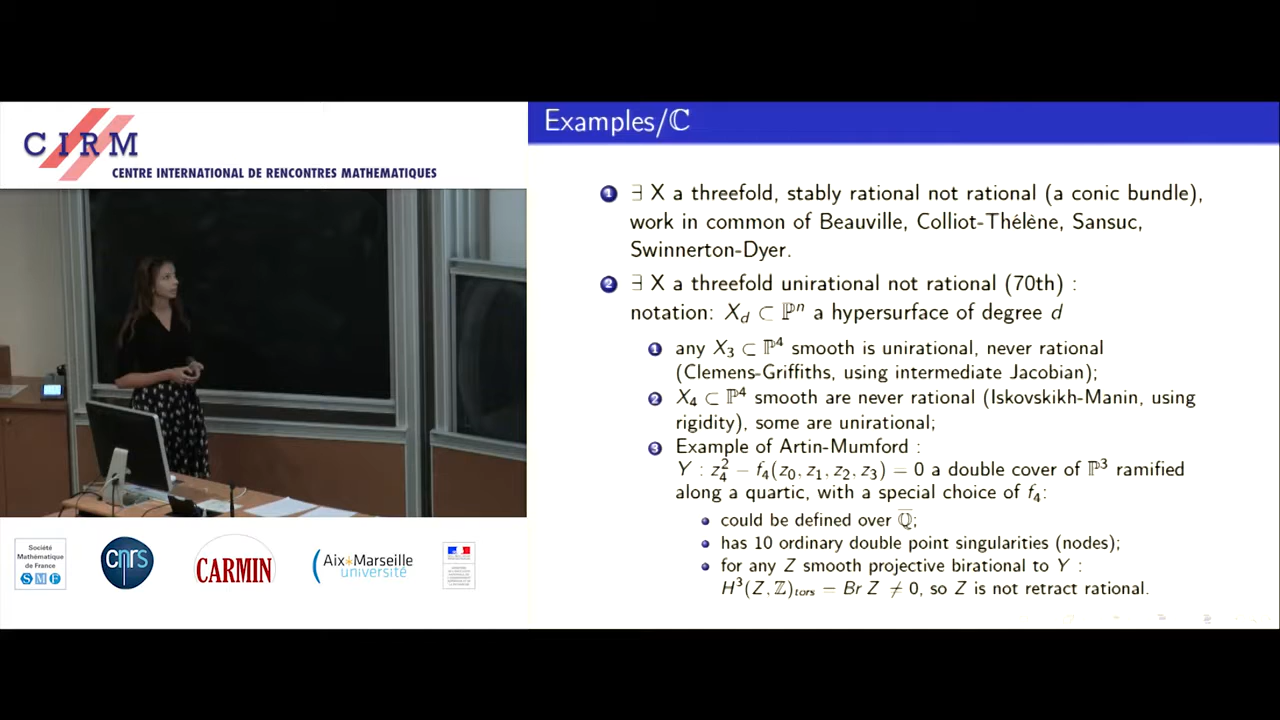 CIRM
CENTRE INTERNATIONAL DE RENCONTRES MATHEMATIQUES
Société
Mathématique
de France
SMF
cnrs
CARMIN
Aix*Marseille
université
Examples/ℂ
1 ∃ X a threefold, stably rational not rational (a conic bundle),
work in common of Beauville, Colliot-Thélène, Sansuc,
Swinnerton-Dyer.
2 ∃ X a threefold unirational not rational (70th) :
notation: X_d ⊂ ℙ^n a hypersurface of degree d
1 any X_3 ⊂ ℙ^4 smooth is unirational, never rational
(Clemens-Griffiths, using intermediate Jacobian);
2 X_4 ⊂ ℙ^4 smooth are never rational (Iskovskikh-Manin, using
rigidity), some are unirational;
3 Example of Artin-Mumford :
Y : z_4^2 − f_4(z_0, z_1, z_2, z_3) = 0 a double cover of ℙ^3 ramified
along a quartic, with a special choice of f_4:
• could be defined over ℚ̅;
• has 10 ordinary double point singularities (nodes);
• for any Z smooth projective birational to Y :
H^3(Z, ℤ)_tors = Br Z ≠ 0, so Z is not retract rational.